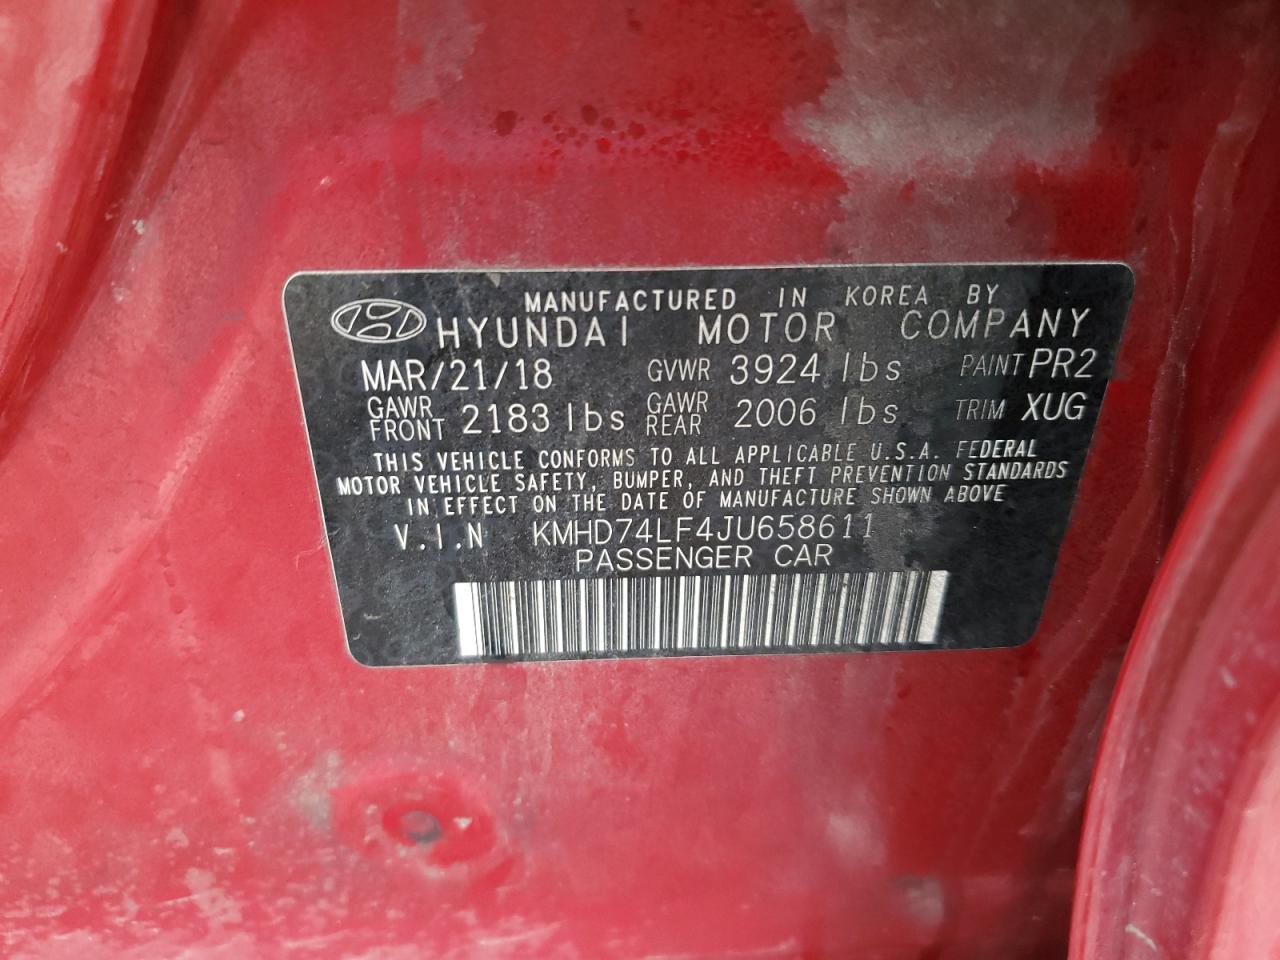 MANUFACTURED IN KOREA BY
HYUNDAI MOTOR COMPANY
MAR/21/18 GVWR 3924 lbs PAINT PR2
GAWR FRONT 2183 lbs GAWR REAR 2006 lbs TRIM XUG
THIS VEHICLE CONFORMS TO ALL APPLICABLE U.S.A. FEDERAL
MOTOR VEHICLE SAFETY, BUMPER, AND THEFT PREVENTION STANDARDS
IN EFFECT ON THE DATE OF MANUFACTURE SHOWN ABOVE
V.I.N KMHD74LF4JU658611
PASSENGER CAR